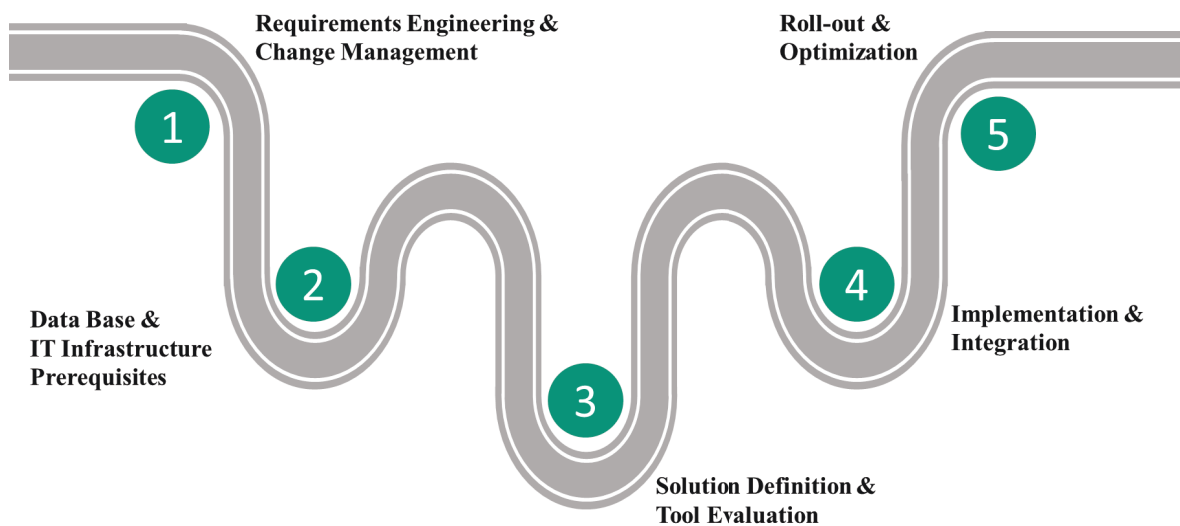 1
Requirements Engineering &
Change Management
2
Data Base &
IT Infrastructure
Prerequisites
3
Solution Definition &
Tool Evaluation
4
Implementation &
Integration
5
Roll-out &
Optimization